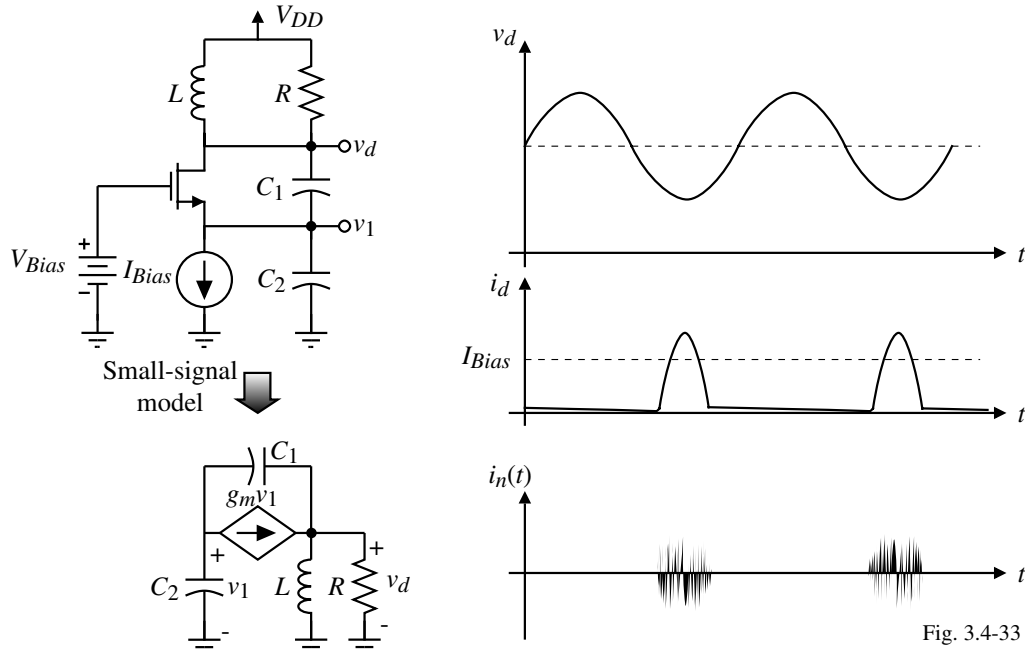 V_DD
L
R
v_d
C_1
v_1
+
V_Bias
-
I_Bias
C_2
Small-signal
model
C_1
g_m v_1
+
C_2
v_1
-
L
R
+
v_d
-
v_d
t
i_d
I_Bias
t
i_n(t)
t
Fig. 3.4-33